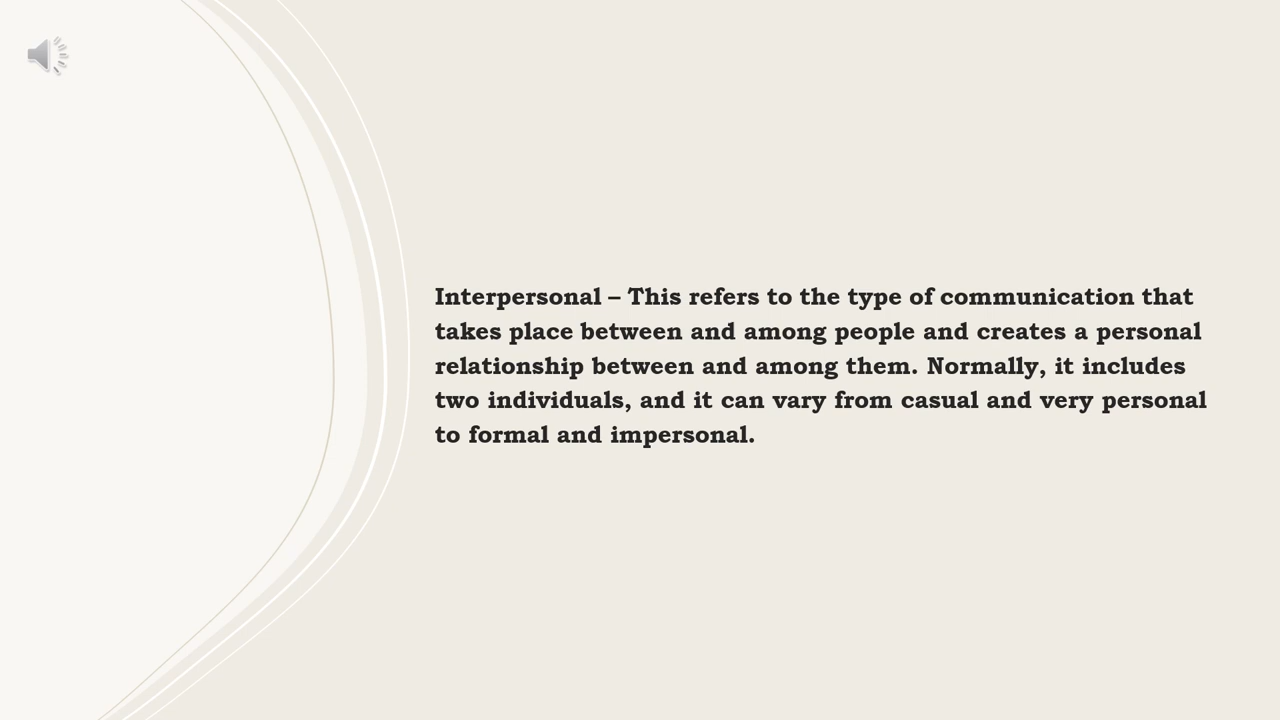 Interpersonal – This refers to the type of communication that
takes place between and among people and creates a personal
relationship between and among them. Normally, it includes
two individuals, and it can vary from casual and very personal
to formal and impersonal.